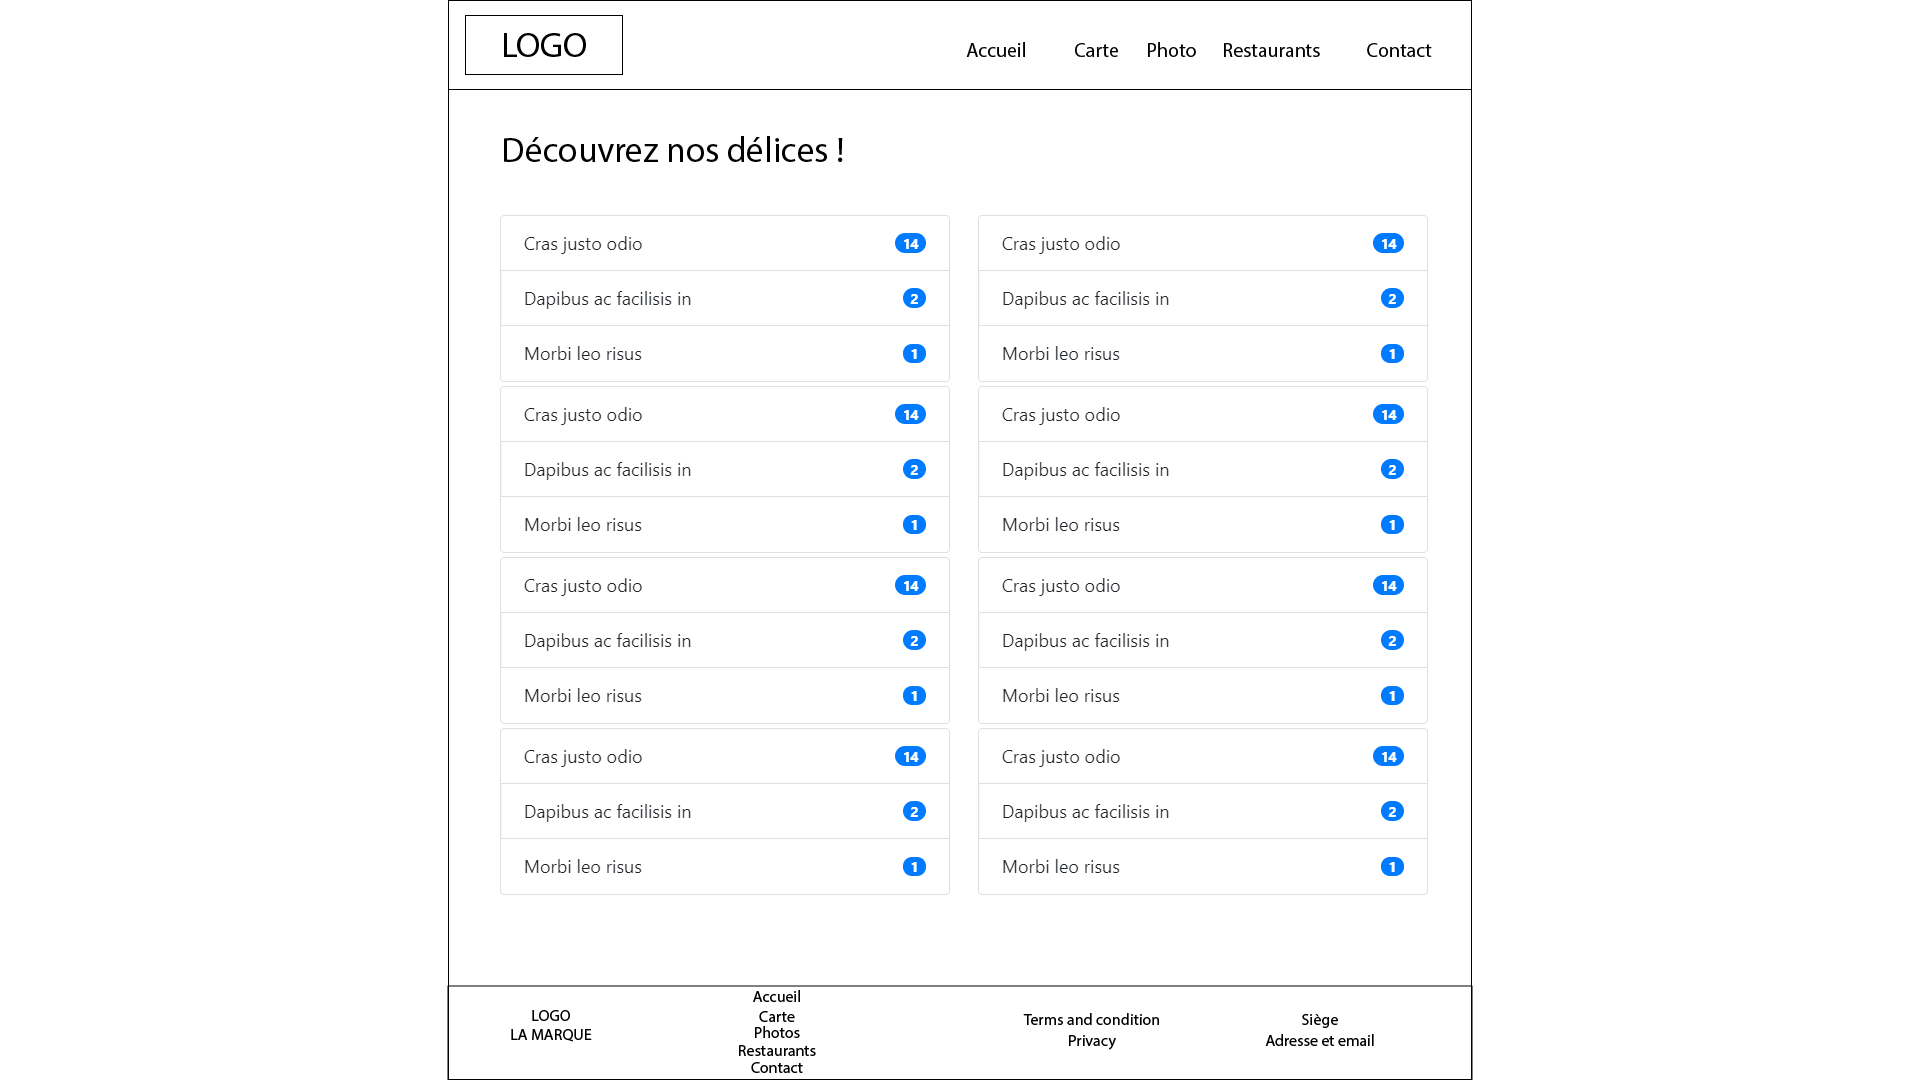 LOGO
Accueil Carte Photo Restaurants Contact
Découvrez nos délices !
Cras justo odio 14
Dapibus ac facilisis in 2
Morbi leo risus 1
Cras justo odio 14
Dapibus ac facilisis in 2
Morbi leo risus 1
Cras justo odio 14
Dapibus ac facilisis in 2
Morbi leo risus 1
Cras justo odio 14
Dapibus ac facilisis in 2
Morbi leo risus 1
Cras justo odio 14
Dapibus ac facilisis in 2
Morbi leo risus 1
Cras justo odio 14
Dapibus ac facilisis in 2
Morbi leo risus 1
Cras justo odio 14
Dapibus ac facilisis in 2
Morbi leo risus 1
Cras justo odio 14
Dapibus ac facilisis in 2
Morbi leo risus 1
LOGO
LA MARQUE
Accueil
Carte
Photos
Restaurants
Contact
Terms and condition
Privacy
Siège
Adresse et email